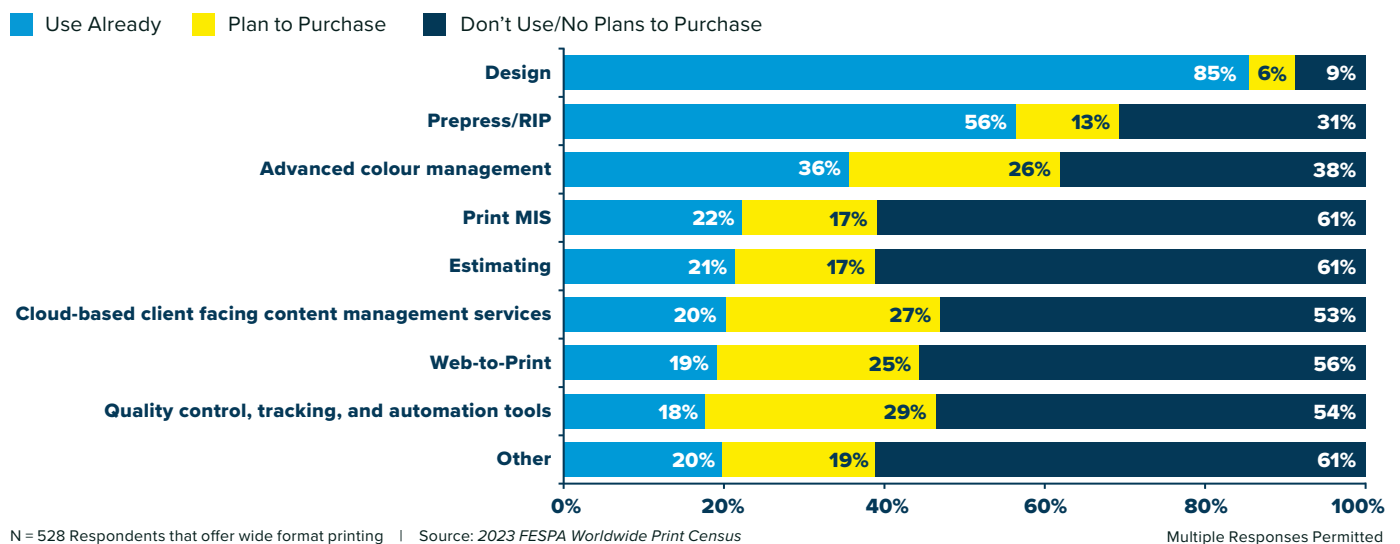 Use Already Plan to Purchase Don’t Use/No Plans to Purchase
Design 85% 6% 9%
Prepress/RIP 56% 13% 31%
Advanced colour management 36% 26% 38%
Print MIS 22% 17% 61%
Estimating 21% 17% 61%
Cloud-based client facing content management services 20% 27% 53%
Web-to-Print 19% 25% 56%
Quality control, tracking, and automation tools 18% 29% 54%
Other 20% 19% 61%
0% 20% 40% 60% 80% 100%
N = 528 Respondents that offer wide format printing | Source: 2023 FESPA Worldwide Print Census Multiple Responses Permitted